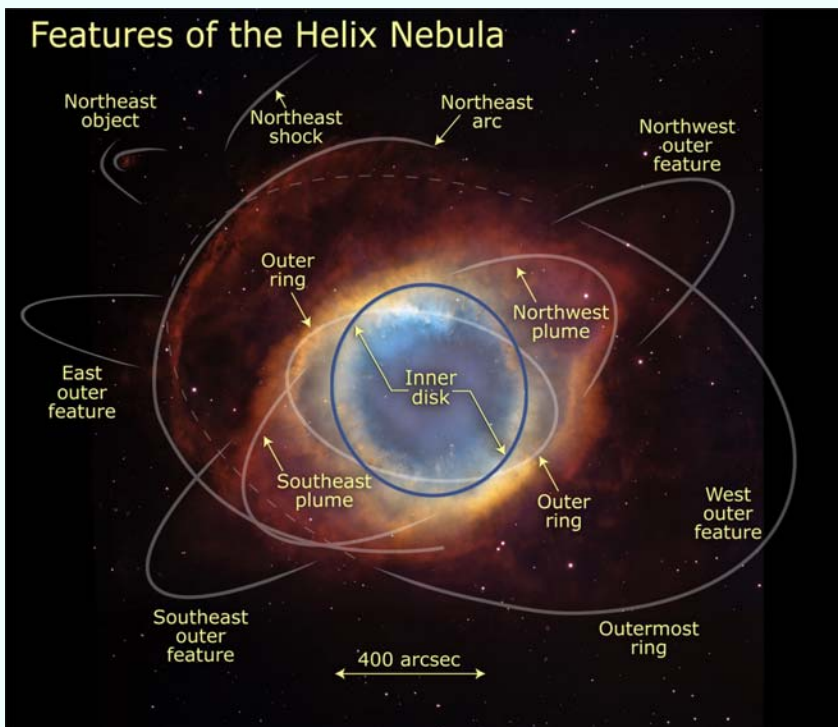 Features of the Helix Nebula
Northeast
object
Northeast
shock
Northeast
arc
Northwest
outer
feature
Outer
ring
Northwest
plume
East
outer
feature
Inner
disk
Southeast
plume
Outer
ring
West
outer
feature
Southeast
outer
feature
Outermost
ring
400 arcsec